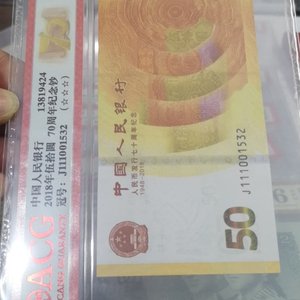 13819424
中国人民银行
2018年伍拾圆 70周年纪念钞
冠号：J111001532 (☆☆☆)
ACG
中国人民银行
人民币发行七十周年纪念
1948-2018
50
J111001532